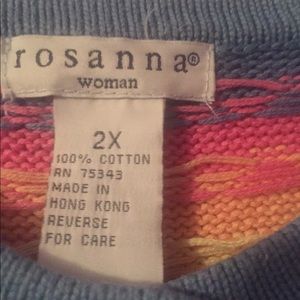 rosanna®
woman
2X
100% COTTON
RN 75343
MADE IN
HONG KONG
REVERSE
FOR CARE